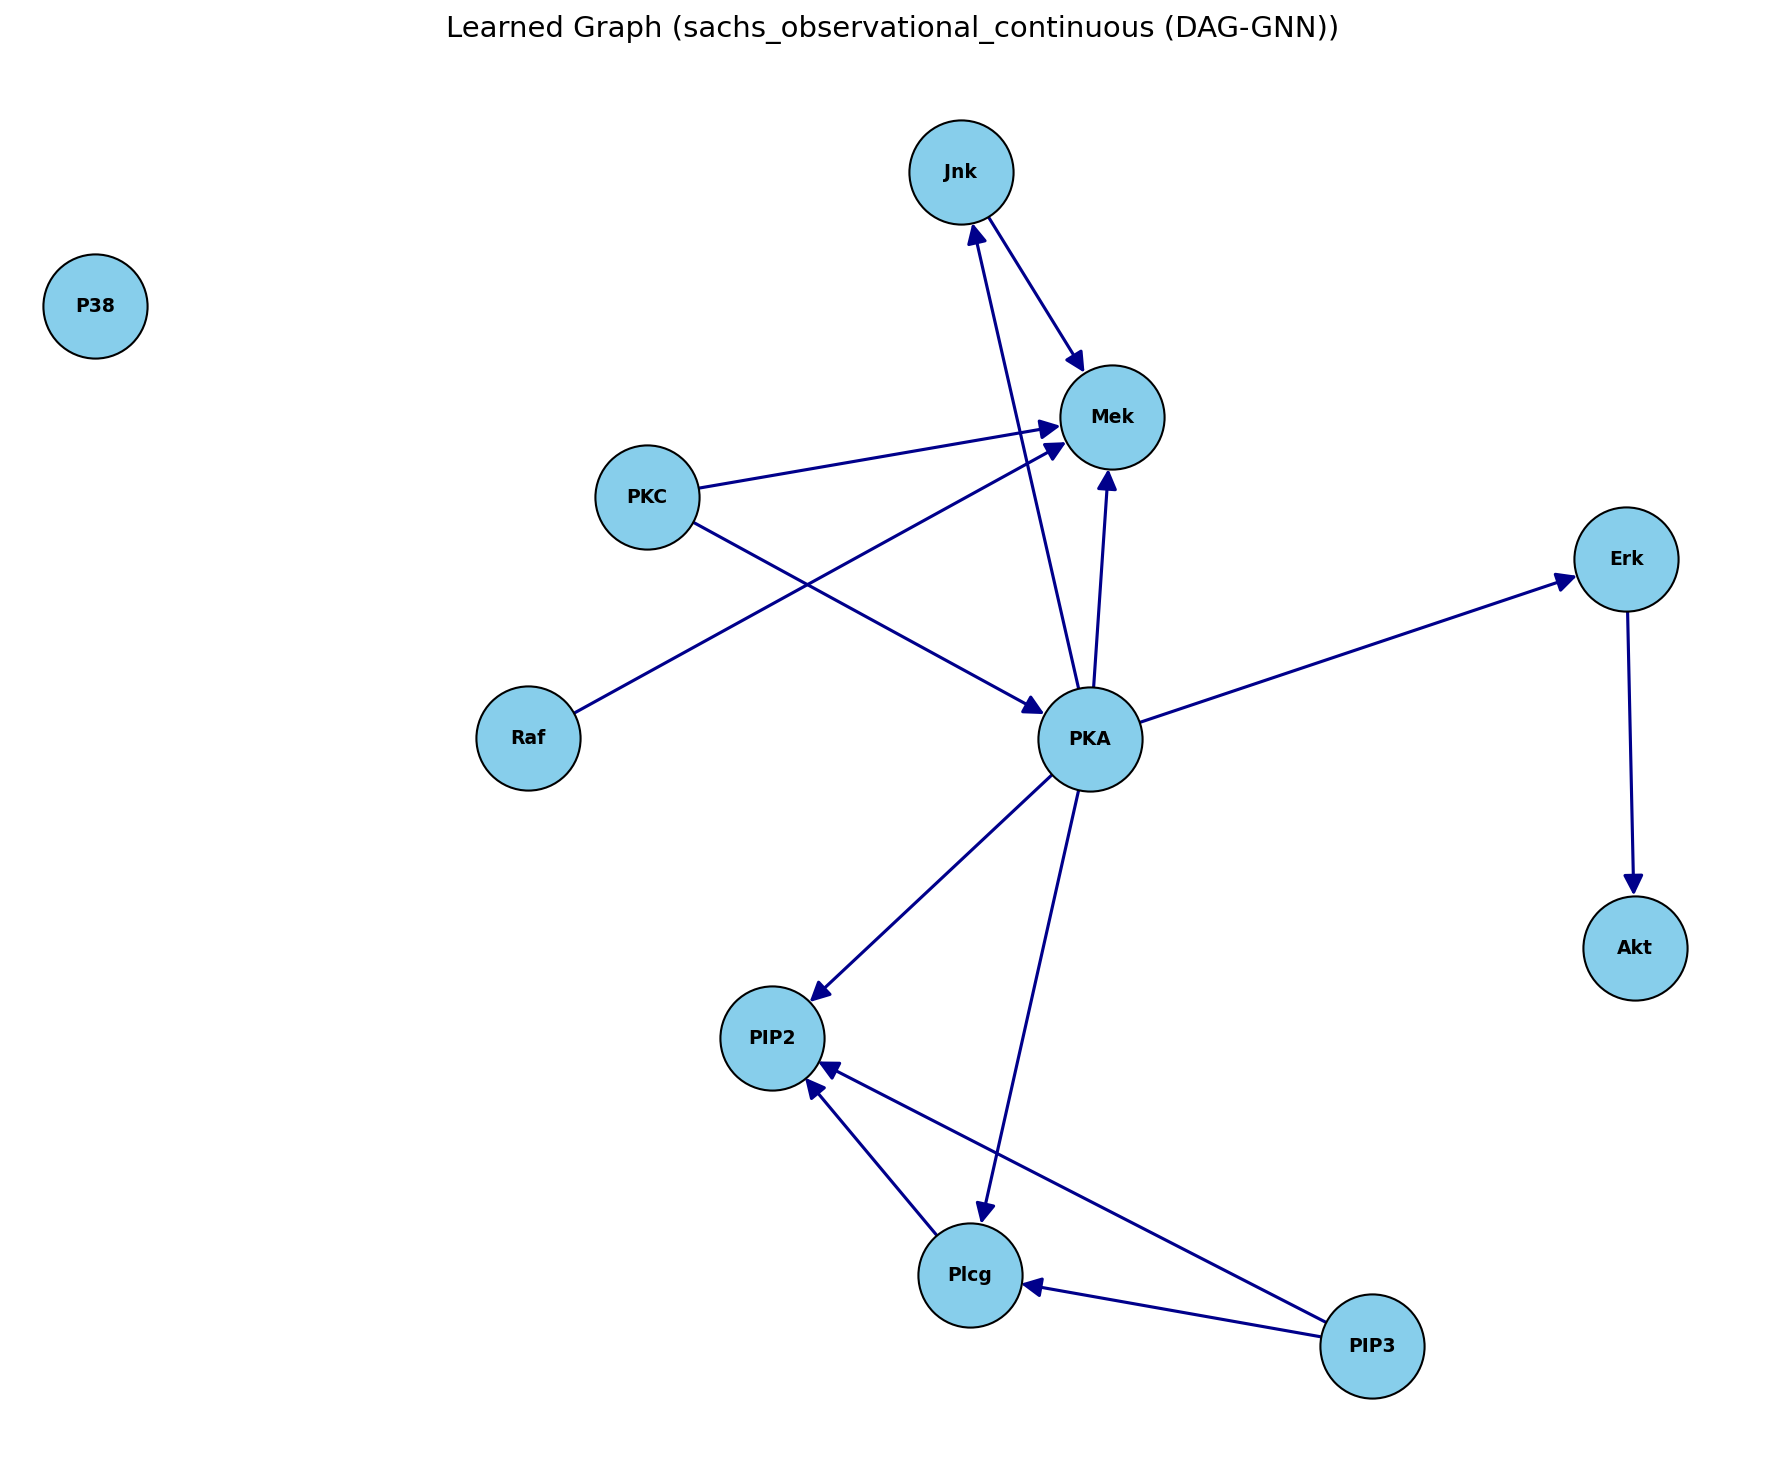 Learned Graph (sachs_observational_continuous (DAG-GNN))
Jnk
P38
Mek
PKC
Erk
Raf
PKA
Akt
PIP2
Plcg
PIP3